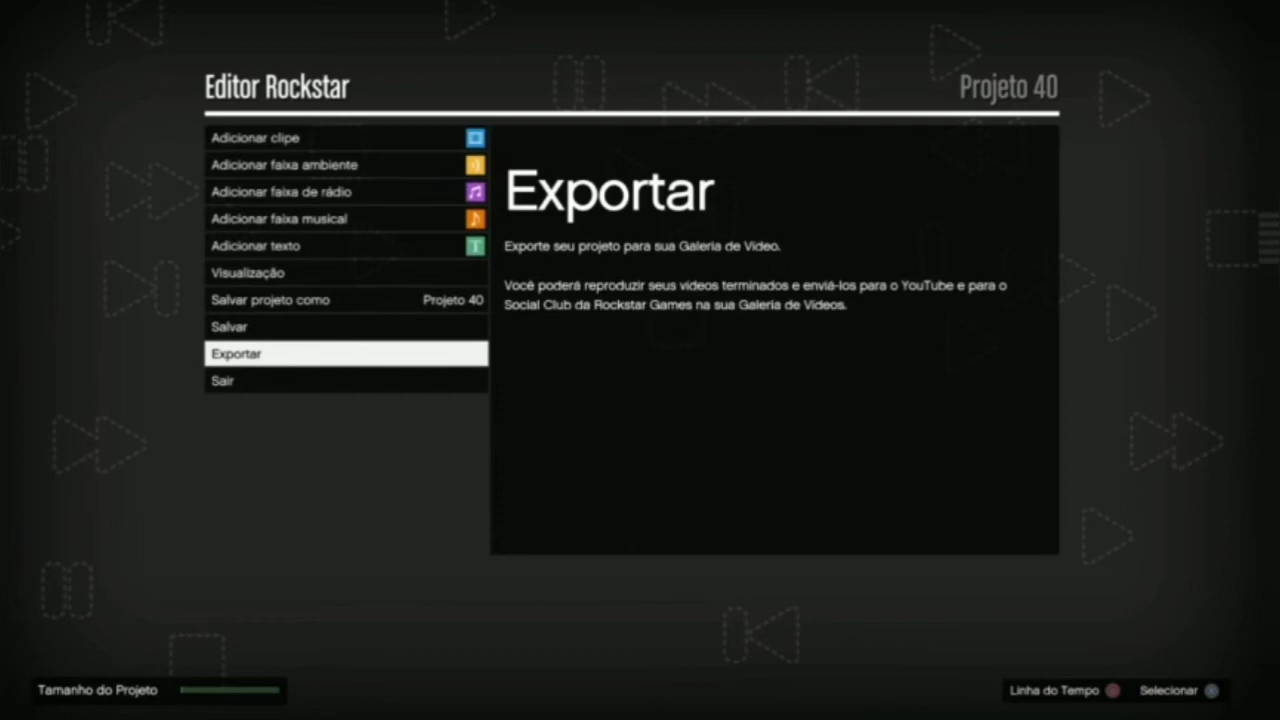 Editor Rockstar
Projeto 40
Adicionar clipe
Adicionar faixa ambiente
Adicionar faixa de rádio
Adicionar faixa musical
Adicionar texto
T
Visualização
Salvar projeto como Projeto 40
Salvar
Exportar
Sair
Exportar
Exporte seu projeto para sua Galeria de Vídeo.
Você poderá reproduzir seus vídeos terminados e enviá-los para o YouTube e para o
Social Club da Rockstar Games na sua Galeria de Vídeos.
Tamanho do Projeto
Linha do Tempo
Selecionar